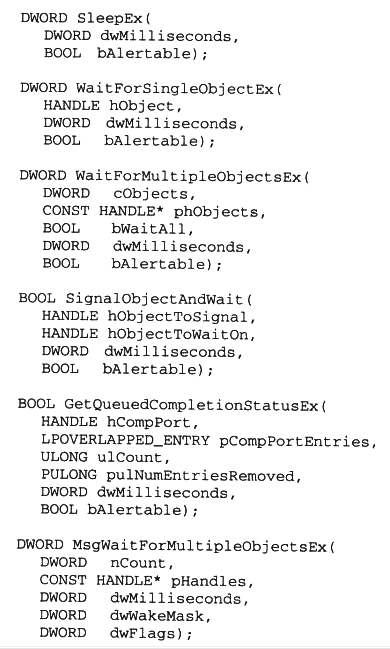 DWORD SleepEx(
DWORD dwMilliseconds,
BOOL bAlertable);
DWORD WaitForSingleObjectEx(
HANDLE hObject,
DWORD dwMilliseconds,
BOOL bAlertable);
DWORD WaitForMultipleObjectsEx(
DWORD cObjects,
CONST HANDLE* phObjects,
BOOL bWaitAll,
DWORD dwMilliseconds,
BOOL bAlertable);
BOOL SignalObjectAndWait(
HANDLE hObjectToSignal,
HANDLE hObjectToWaitOn,
DWORD dwMilliseconds,
BOOL bAlertable);
BOOL GetQueuedCompletionStatusEx(
HANDLE hCompPort,
LPOVERLAPPED_ENTRY pCompPortEntries,
ULONG ulCount,
PULONG pulNumEntriesRemoved,
DWORD dwMilliseconds,
BOOL bAlertable);
DWORD MsgWaitForMultipleObjectsEx(
DWORD nCount,
CONST HANDLE* pHandles,
DWORD dwMilliseconds,
DWORD dwWakeMask,
DWORD dwFlags);